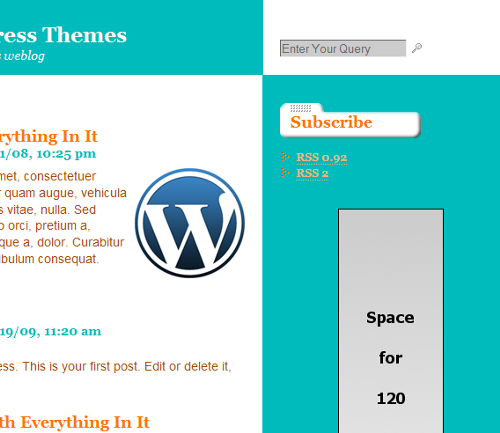 ress Themes
s weblog
Enter Your Query
Subscribe
RSS 0.92
RSS 2
rything In It
1/08, 10:25 pm
met, consectetuer
r quam augue, vehicula
s vitae, nulla. Sed
o orci, pretium a,
que a, dolor. Curabitur
ibulum consequat.
W
19/09, 11:20 am
ess. This is your first post. Edit or delete it,
th Everything In It
Space
for
120